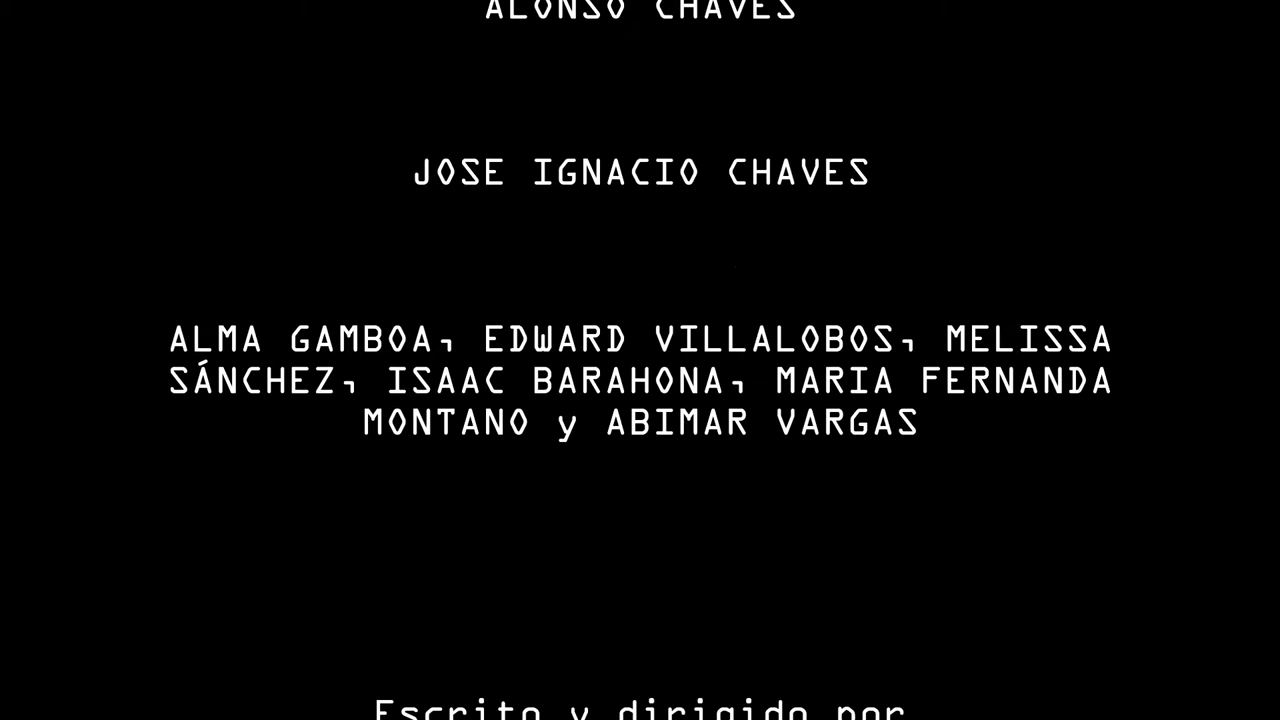 ALONSO CHAVES
JOSE IGNACIO CHAVES
ALMA GAMBOA, EDWARD VILLALOBOS, MELISSA
SÁNCHEZ, ISAAC BARAHONA, MARIA FERNANDA
MONTANO y ABIMAR VARGAS
Escrito y dirigido por